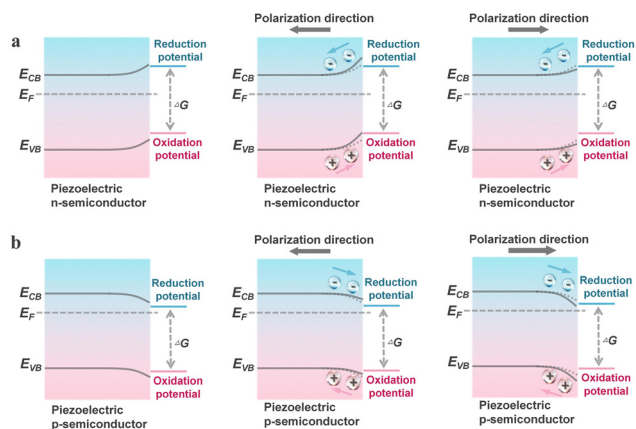 Polarization direction
Polarization direction
a
Reduction
potential
E_CB
E_F
ΔG
E_VB
Oxidation
potential
Piezoelectric
n-semiconductor
Reduction
potential
E_CB
E_F
ΔG
E_VB
Oxidation
potential
Piezoelectric
n-semiconductor
Reduction
potential
E_CB
E_F
ΔG
E_VB
Oxidation
potential
Piezoelectric
n-semiconductor
b
Polarization direction
Polarization direction
Reduction
potential
E_CB
E_F
ΔG
E_VB
Oxidation
potential
Piezoelectric
p-semiconductor
Reduction
potential
E_CB
E_F
ΔG
E_VB
Oxidation
potential
Piezoelectric
p-semiconductor
Reduction
potential
E_CB
E_F
ΔG
E_VB
Oxidation
potential
Piezoelectric
p-semiconductor